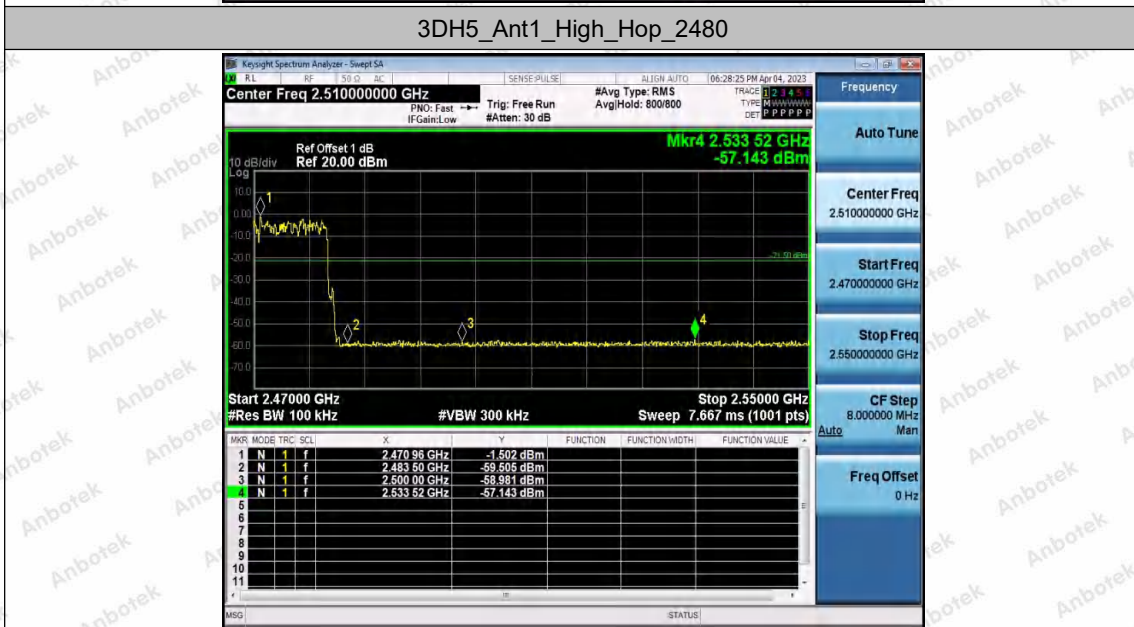 3DH5_Ant1_High_Hop_2480
Keysight Spectrum Analyzer - Swept SA
RL RF 50 Ω AC SENSE:PULSE ALIGN AUTO 06:28:25 PM Apr 04, 2023
Center Freq 2.510000000 GHz
PNO: Fast
IFGain:Low
Trig: Free Run
#Atten: 30 dB
#Avg Type: RMS
Avg|Hold: 800/800
TRACE 1 2 3 4 5 6
TYPE M WWWWW
DET P P P P P P
Frequency
Mkr4 2.533 52 GHz
-57.143 dBm
Ref Offset 1 dB
10 dB/div Ref 20.00 dBm
Log
10.0
0.00
-10.0
-20.0
-30.0
-40.0
-50.0
-60.0
-70.0
1
2
3
4
-21.50 dBm
Start 2.47000 GHz Stop 2.55000 GHz
#Res BW 100 kHz #VBW 300 kHz Sweep 7.667 ms (1001 pts)
MKR MODE TRC SCL X Y FUNCTION FUNCTION WIDTH FUNCTION VALUE
1 N 1 f 2.470 96 GHz -1.502 dBm
2 N 1 f 2.483 50 GHz -59.505 dBm
3 N 1 f 2.500 00 GHz -58.981 dBm
4 N 1 f 2.533 52 GHz -57.143 dBm
5
6
7
8
9
10
11
MSG STATUS
Auto Tune
Center Freq
2.510000000 GHz
Start Freq
2.470000000 GHz
Stop Freq
2.550000000 GHz
CF Step
8.000000 MHz
Auto Man
Freq Offset
0 Hz
Anbotek